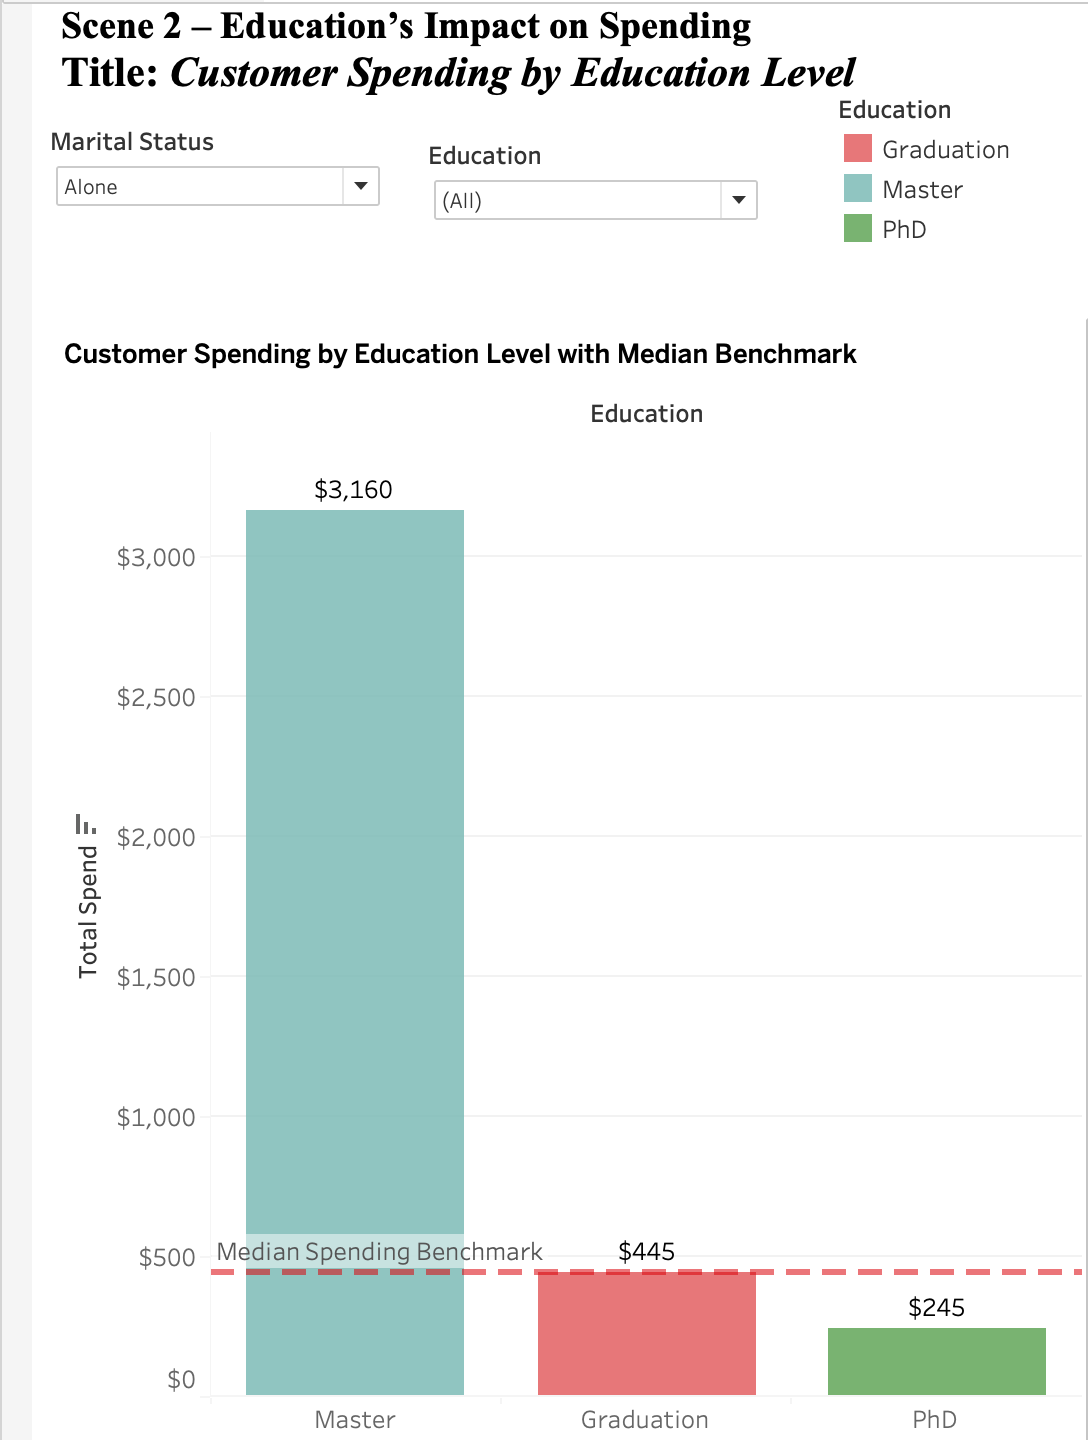 Scene 2 – Education’s Impact on Spending
Title: Customer Spending by Education Level
Marital Status
Alone
Education
(All)
Education
Graduation
Master
PhD
Customer Spending by Education Level with Median Benchmark
Education
$3,160
$3,000
$2,500
$2,000
$1,500
$1,000
$500
$0
Total Spend
Median Spending Benchmark
$445
$245
Master
Graduation
PhD